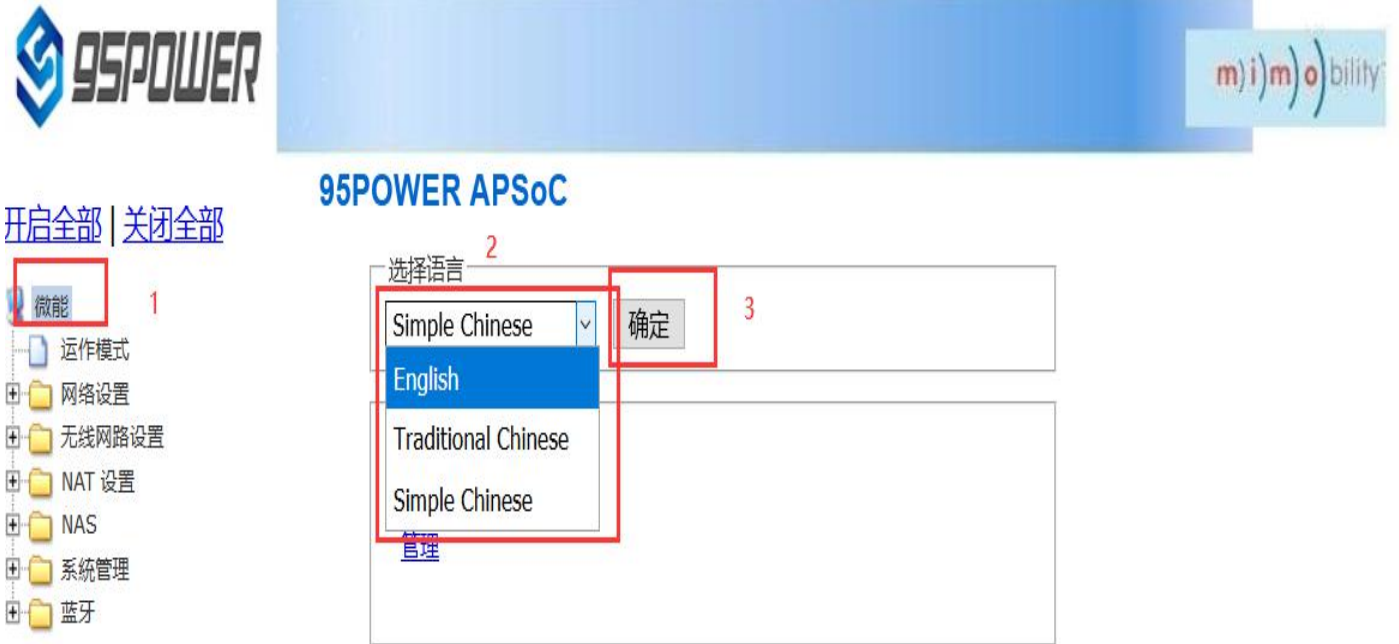 95POWER
m)i)m)o)bility
95POWER APSoC
开启全部 | 关闭全部
2
选择语言
微能
1
Simple Chinese
确定
3
运作模式
English
网络设置
Traditional Chinese
无线网路设置
NAT 设置
Simple Chinese
NAS
管理
系統管理
蓝牙